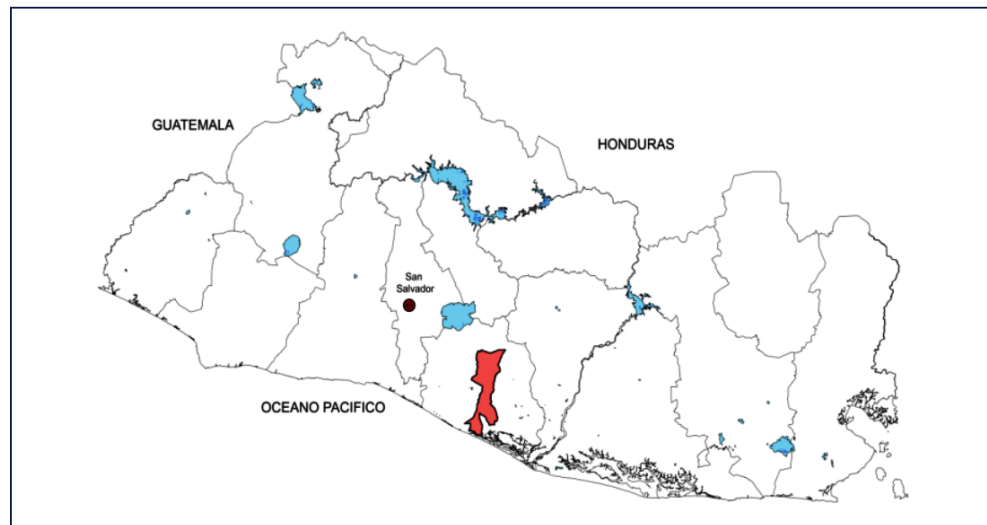 GUATEMALA
HONDURAS
San
Salvador
OCEANO PACIFICO